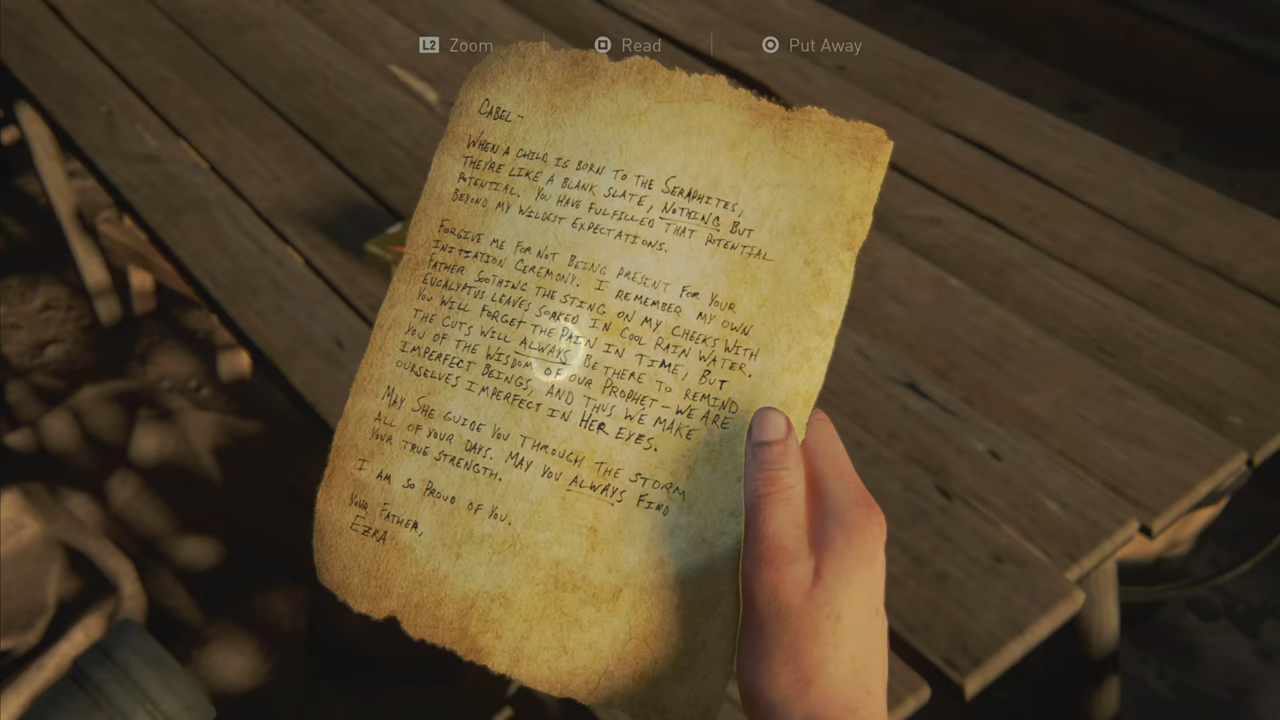 L2 Zoom Read Put Away
CABEL-
WHEN A CHILD IS BORN TO THE SERAPHITES,
THEY'RE LIKE A BLANK SLATE, NOTHING BUT
POTENTIAL. YOU HAVE FULFILLED THAT POTENTIAL
BEYOND MY WILDEST EXPECTATIONS.
FORGIVE ME FOR NOT BEING PRESENT FOR YOUR
INITIATION CEREMONY. I REMEMBER MY OWN
FATHER SOOTHING THE STING ON MY CHEEKS WITH
EUCALYPTUS LEAVES SOAKED IN COOL RAIN WATER.
YOU WILL FORGET THE PAIN IN TIME, BUT
THE CUTS WILL ALWAYS BE THERE TO REMIND
YOU OF THE WISDOM OF OUR PROPHET - WE ARE
IMPERFECT BEINGS, AND THUS WE MAKE
OURSELVES IMPERFECT IN HER EYES.
MAY SHE GUIDE YOU THROUGH THE STORM
ALL OF YOUR DAYS. MAY YOU ALWAYS FIND
YOUR TRUE STRENGTH.
I AM SO PROUD OF YOU.
YOUR FATHER,
EZRA